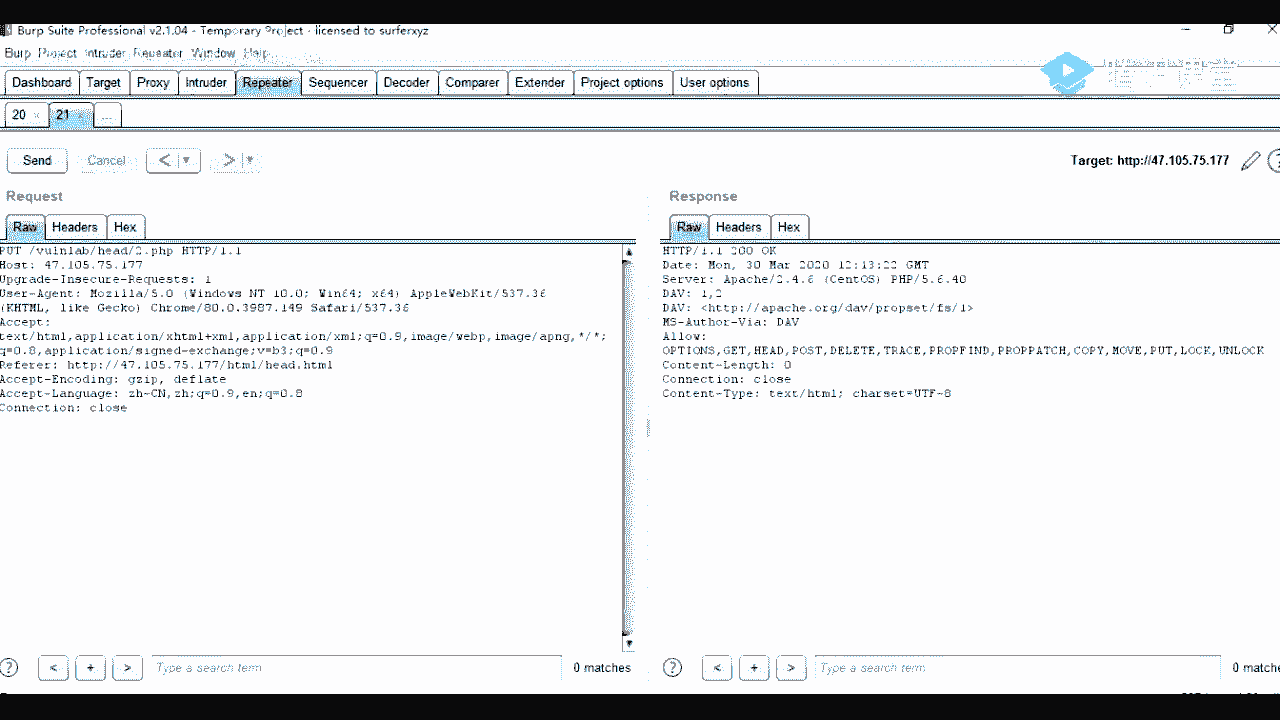 Burp Suite Professional v2.1.04 - Temporary Project - licensed to surferxyz
Burp Project Intruder Repeater Window Help
Dashboard Target Proxy Intruder Repeater Sequencer Decoder Comparer Extender Project options User options
20 × 21 × ...
Send Cancel < > Target: http://47.105.75.177
Request
Raw Headers Hex
PUT /vulnlab/head/2.php HTTP/1.1
Host: 47.105.75.177
Upgrade-Insecure-Requests: 1
User-Agent: Mozilla/5.0 (Windows NT 10.0; Win64; x64) AppleWebKit/537.36
(KHTML, like Gecko) Chrome/80.0.3987.149 Safari/537.36
Accept:
text/html,application/xhtml+xml,application/xml;q=0.9,image/webp,image/apng,*/*;
q=0.8,application/signed-exchange;v=b3;q=0.9
Referer: http://47.105.75.177/html/head.html
Accept-Encoding: gzip, deflate
Accept-Language: zh-CN,zh;q=0.9,en;q=0.8
Connection: close
? < + > Type a search term 0 matches
Response
Raw Headers Hex
HTTP/1.1 200 OK
Date: Mon, 30 Mar 2020 12:13:22 GMT
Server: Apache/2.4.6 (CentOS) PHP/5.6.40
DAV: 1,2
DAV: <http://apache.org/dav/propset/fs/1>
MS-Author-Via: DAV
Allow:
OPTIONS,GET,HEAD,POST,DELETE,TRACE,PROPFIND,PROPPATCH,COPY,MOVE,PUT,LOCK,UNLOCK
Content-Length: 0
Connection: close
Content-Type: text/html; charset=UTF-8
? < + > Type a search term 0 matche